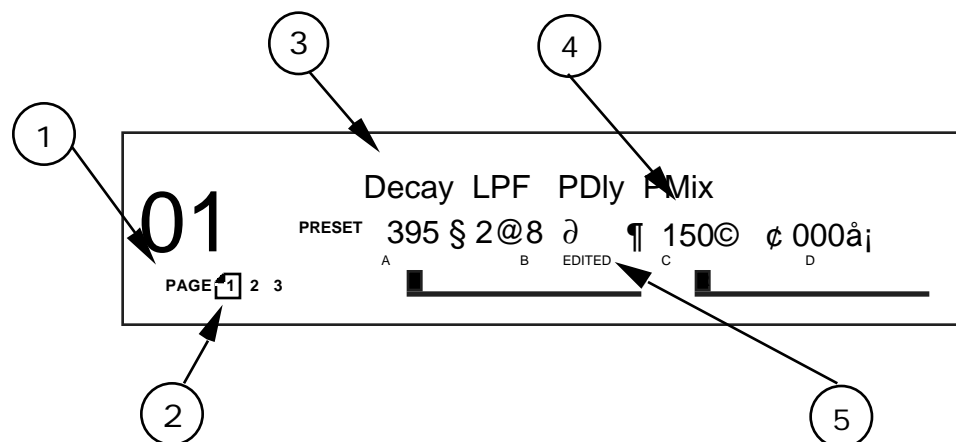 3
4
1
Decay LPF PDly PMix
01
PRESET 395 § 2@8 ∂ ¶ 150© ¢ 000å¡
A B EDITED C D
PAGE 1 2 3
2
5